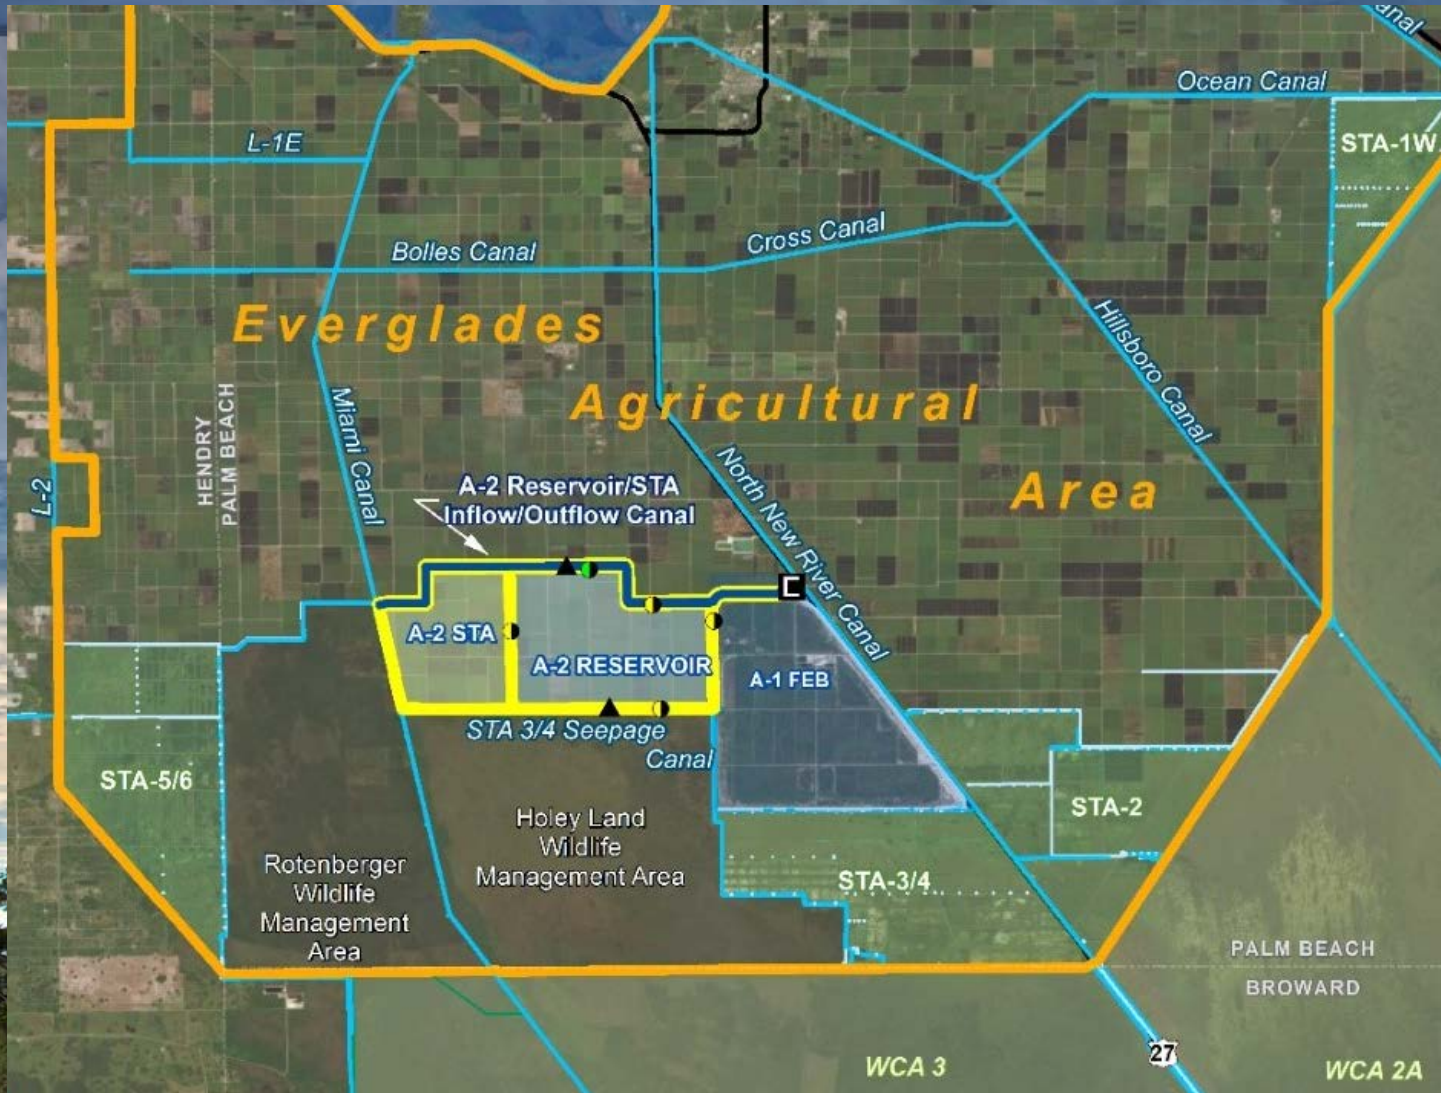 anal
Ocean Canal
STA-1W
L-1E
Cross Canal
Bolles Canal
Everglades
Hillsboro Canal
Agricultural
Miami Canal
HENDRY
PALM BEACH
North New River Canal
A-2 Reservoir/STA
Inflow/Outflow Canal
Area
L-2
C
A-2 STA
A-2 RESERVOIR
A-1 FEB
STA 3/4 Seepage
Canal
STA-5/6
STA-2
Holey Land
Wildlife
Management Area
Rotenberger
Wildlife
Management
Area
STA-3/4
PALM BEACH
BROWARD
27
WCA 3
WCA 2A